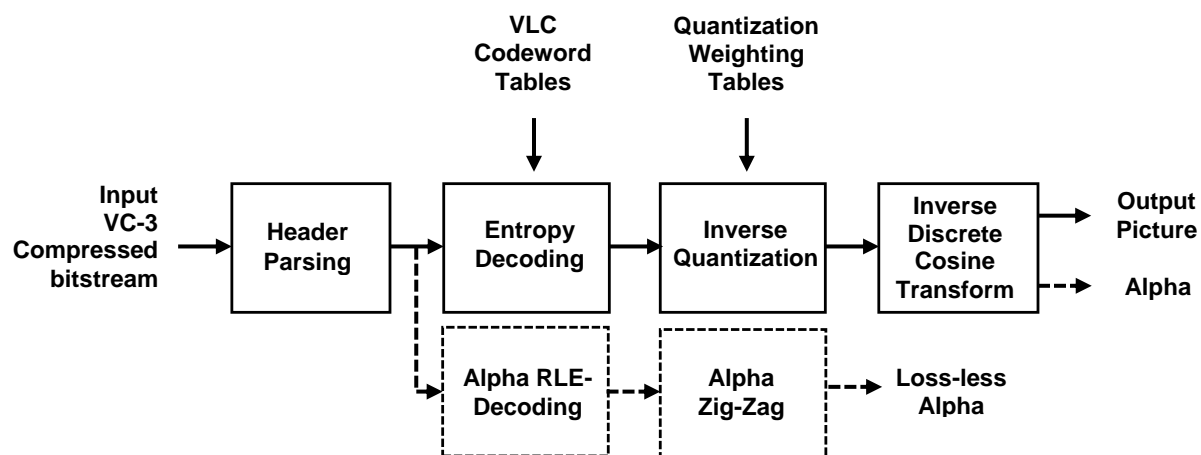 VLC
Codeword
Tables
Quantization
Weighting
Tables
Input
VC-3
Compressed
bitstream
Header
Parsing
Entropy
Decoding
Inverse
Quantization
Inverse
Discrete
Cosine
Transform
Output
Picture
Alpha
Alpha RLE-
Decoding
Alpha
Zig-Zag
Loss-less
Alpha